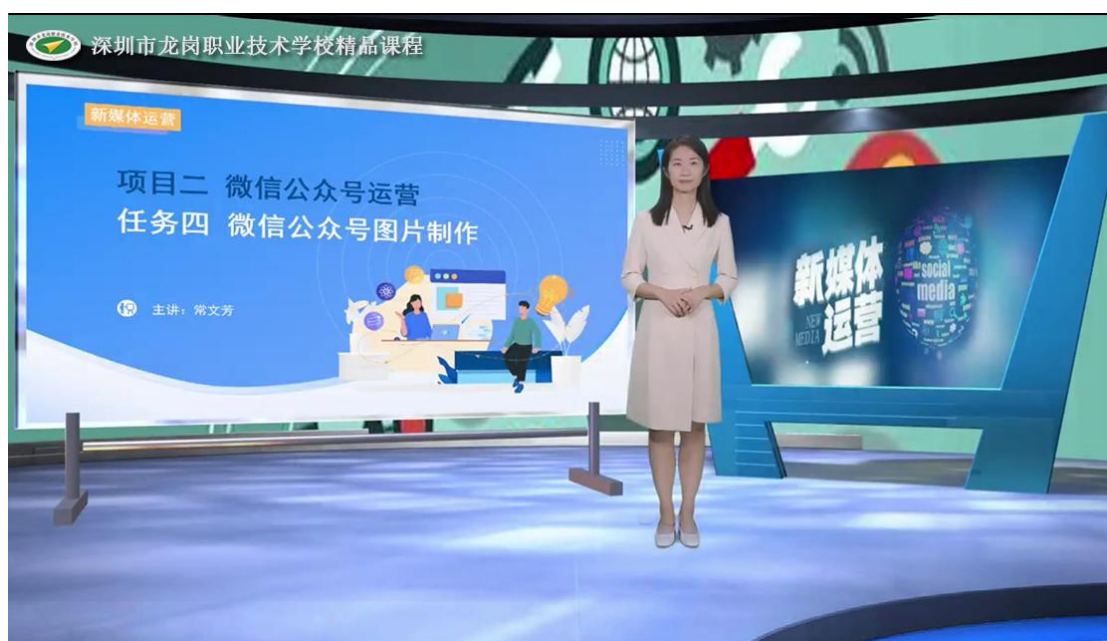 深圳市龙岗职业技术学校精品课程
新媒体运营
项目二 微信公众号运营
任务四 微信公众号图片制作
主讲：常文芳
新媒体
运营
NEW
MEDIA
social
media